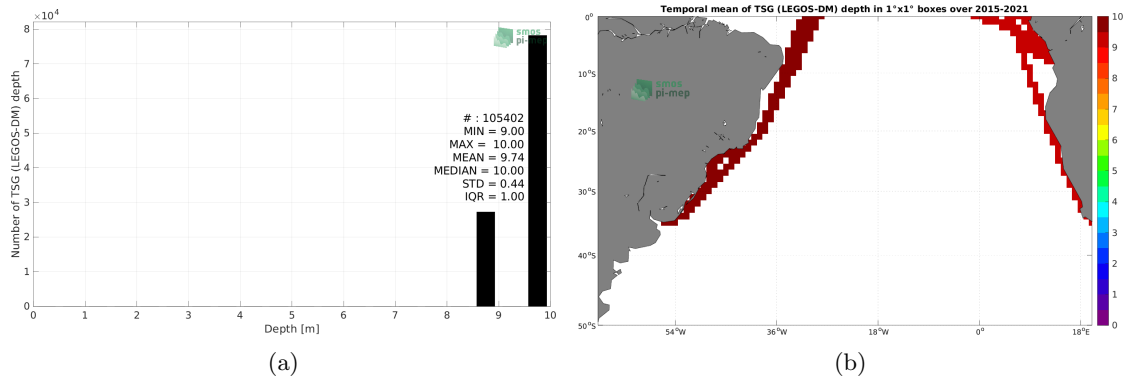 ×10⁴
8
7
6
5
4
3
2
1
0
Number of TSG (LEGOS-DM) depth
smos
pi-mep
# : 105402
MIN = 9.00
MAX = 10.00
MEAN = 9.74
MEDIAN = 10.00
STD = 0.44
IQR = 1.00
0 1 2 3 4 5 6 7 8 9 10
Depth [m]
(a)
Temporal mean of TSG (LEGOS-DM) depth in 1°x1° boxes over 2015-2021
0°
10°S
20°S
30°S
40°S
50°S
smos
pi-mep
54°W 36°W 18°W 0° 18°E
10
9
8
7
6
5
4
3
2
1
0
(b)